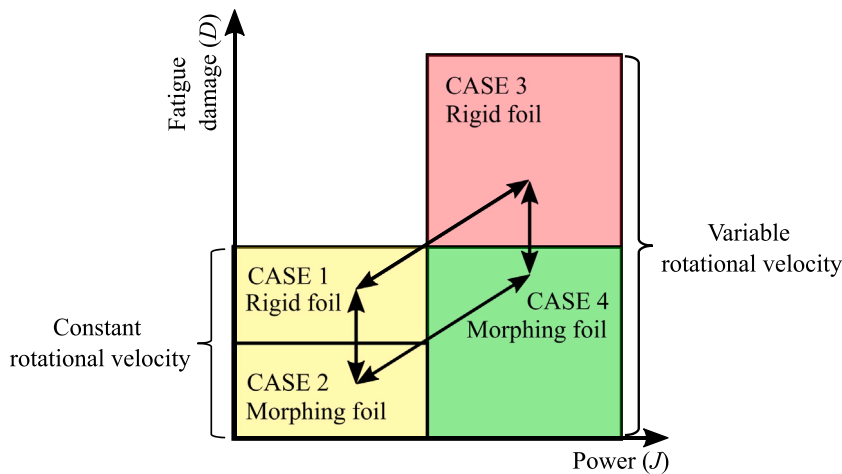 Fatigue
damage (D)
CASE 3
Rigid foil
Variable
rotational velocity
CASE 1
Rigid foil
CASE 4
Morphing foil
Constant
rotational velocity
CASE 2
Morphing foil
Power (J)